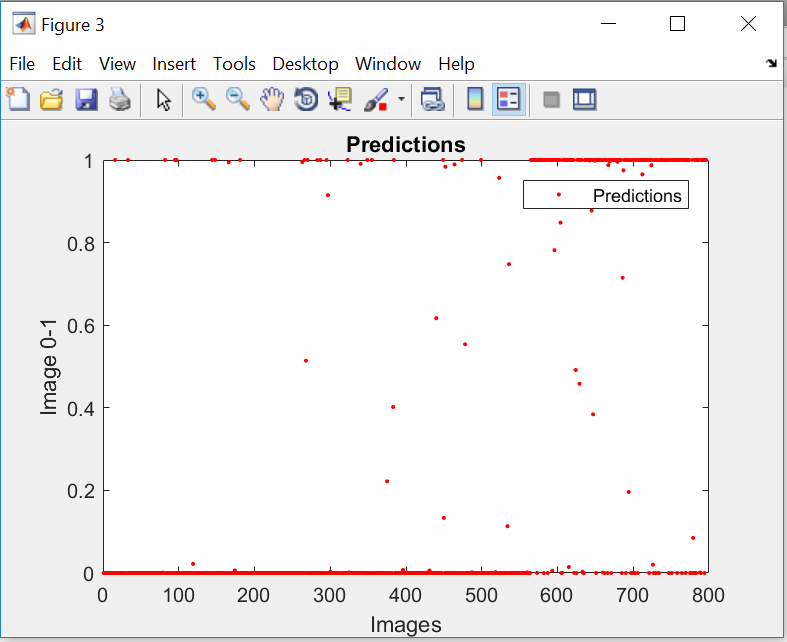 Figure 3
File Edit View Insert Tools Desktop Window Help
Predictions
1
Predictions
0.8
0.6
0.4
0.2
0
Image 0-1
0 100 200 300 400 500 600 700 800
Images